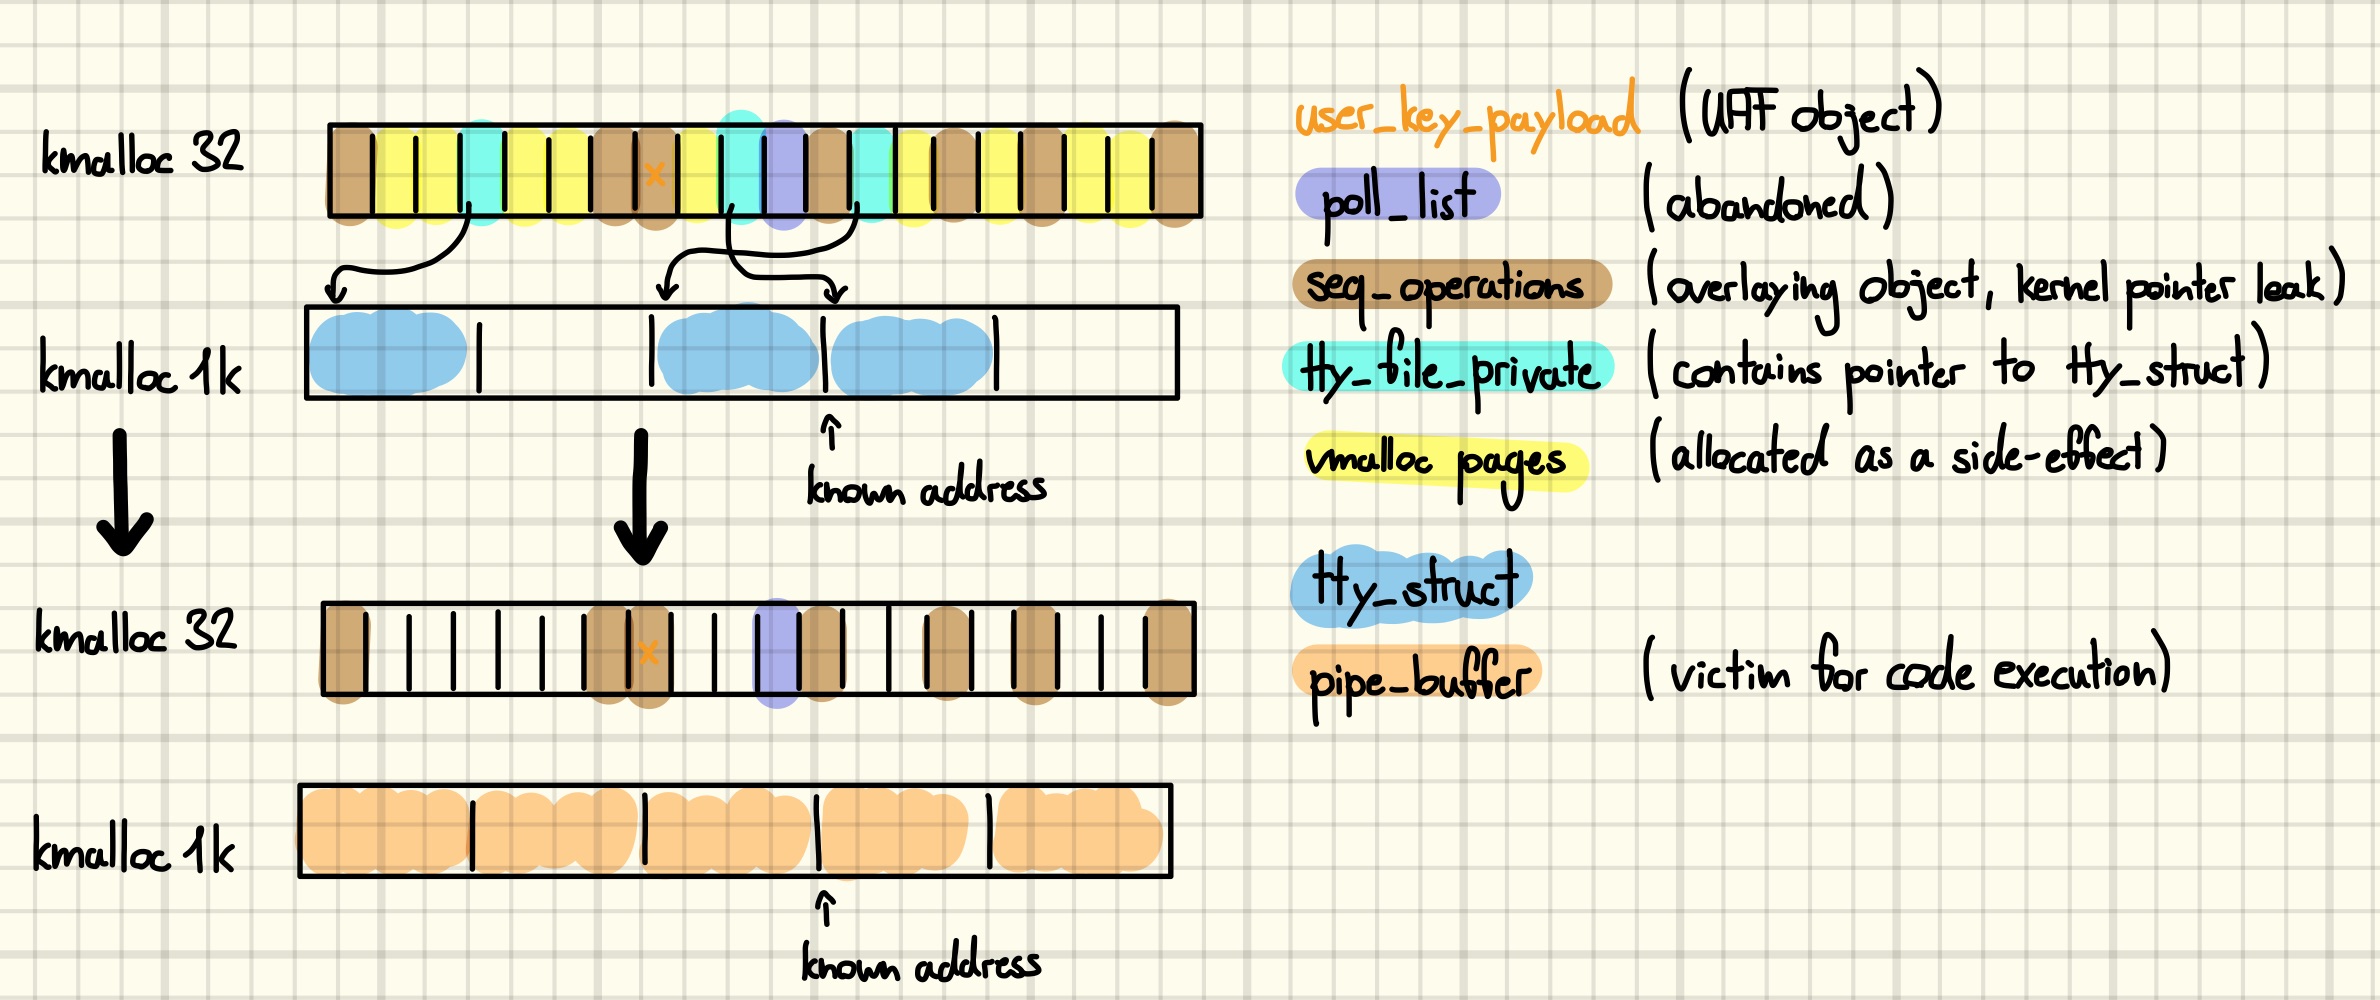 kmalloc 32
x
kmalloc 1k
known address
kmalloc 32
x
kmalloc 1k
known address
user_key_payload (UAF object)
poll_list (abandoned)
seq_operations (overlaying object, kernel pointer leak)
tty_file_private (contains pointer to tty_struct)
vmalloc pages (allocated as a side-effect)
tty_struct
pipe_buffer (victim for code execution)